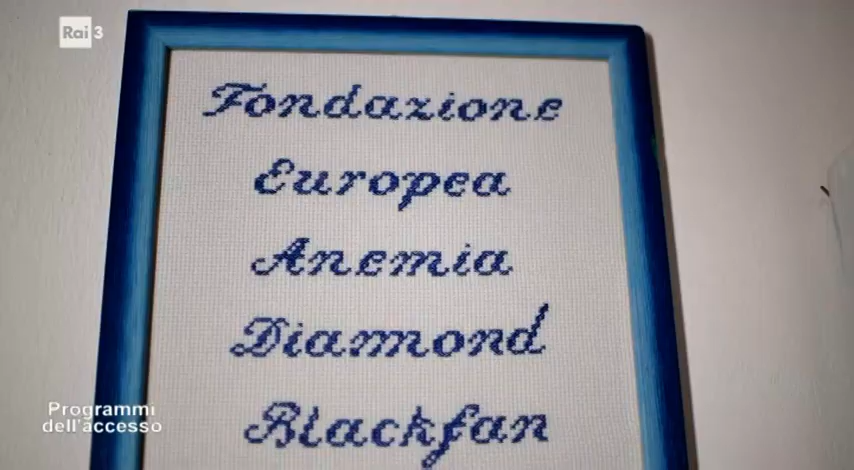 Rai 3
Fondazione
Europea
Anemia
Diamond
Blackfan
Programmi
dell'accesso